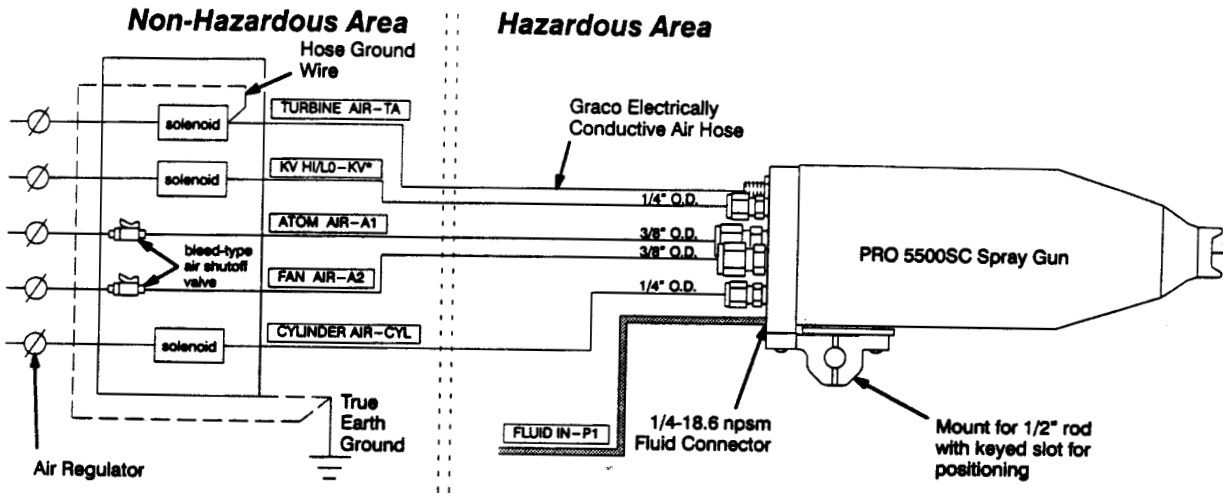 Non-Hazardous Area
Hazardous Area
Hose Ground
Wire
TURBINE AIR-TA
solenoid
Graco Electrically
Conductive Air Hose
KV HI/L0-KV*
solenoid
1/4" O.D.
ATOM AIR-A1
3/8" O.D.
3/8" O.D.
bleed-type
air shutoff
valve
PRO 5500SC Spray Gun
FAN AIR-A2
1/4" O.D.
CYLINDER AIR-CYL
solenoid
True
Earth
Ground
Air Regulator
FLUID IN-P1
1/4-18.6 npsm
Fluid Connector
Mount for 1/2" rod
with keyed slot for
positioning